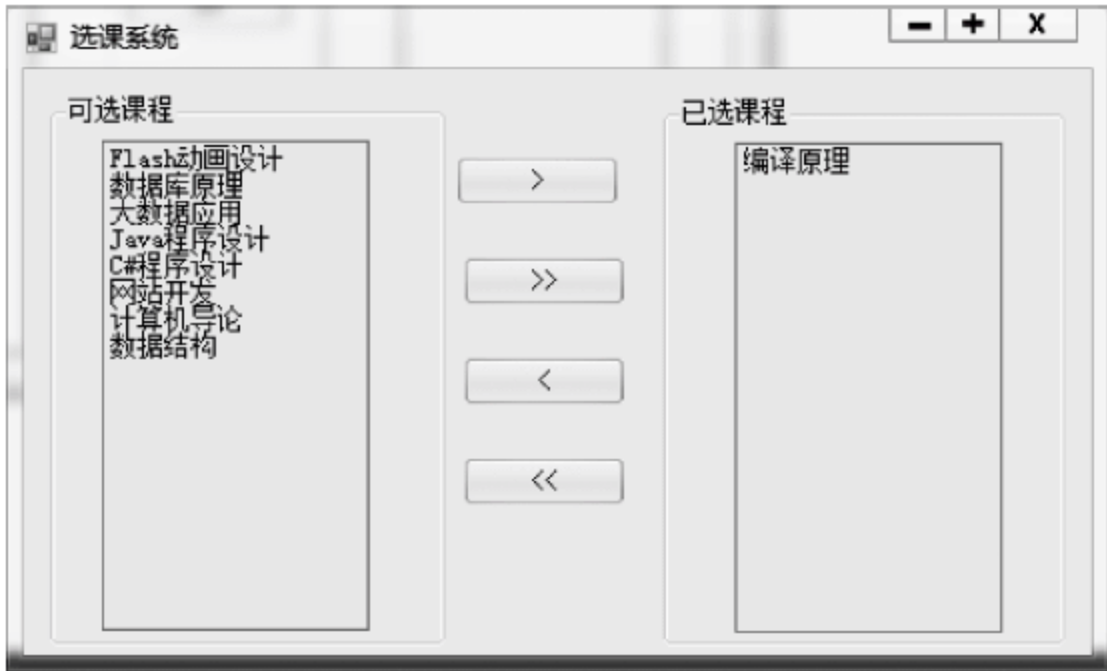 选课系统
可选课程
Flash动画设计
数据库原理
大数据应用
Java程序设计
C#程序设计
网站开发
计算机导论
数据结构
>
>>
<
<<
已选课程
编译原理